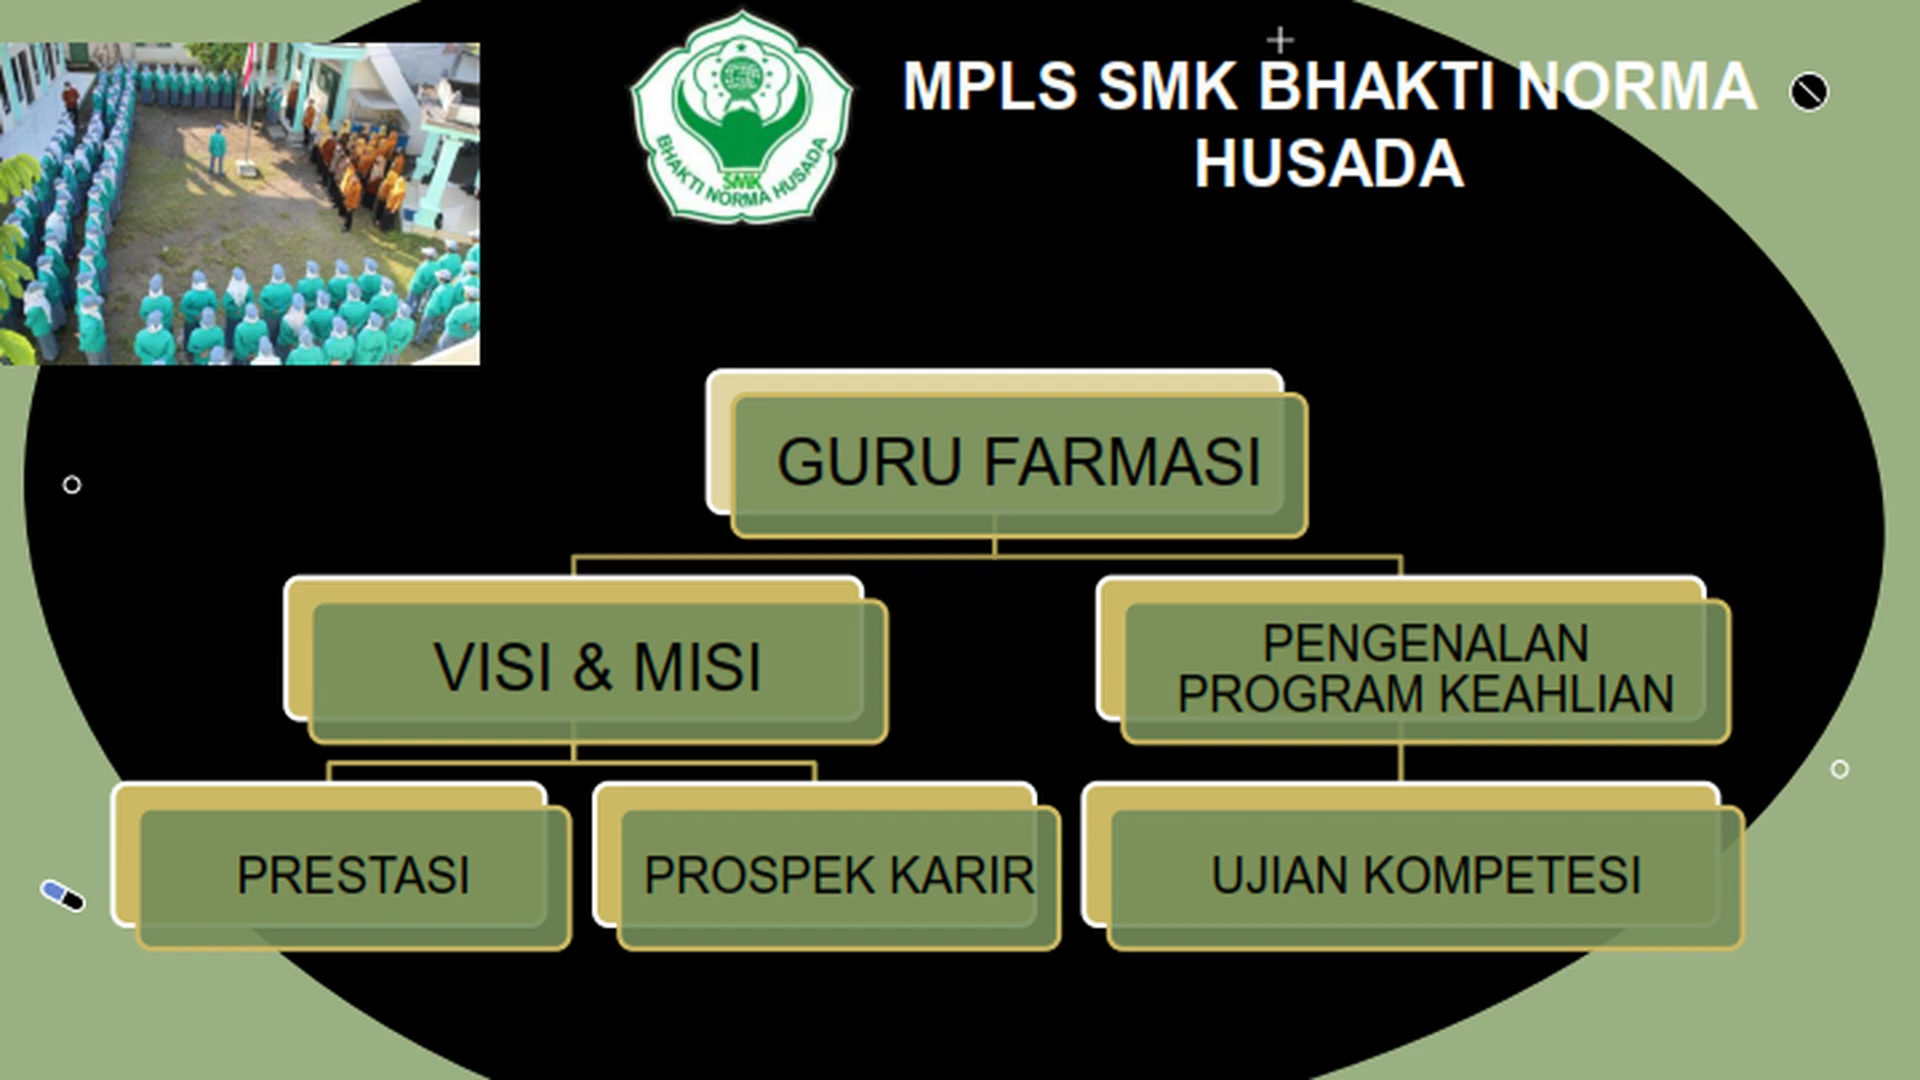 BHAKTI NORMA HUSADA
SMK
MPLS SMK BHAKTI NORMA
HUSADA
GURU FARMASI
VISI & MISI
PENGENALAN
PROGRAM KEAHLIAN
PRESTASI
PROSPEK KARIR
UJIAN KOMPETESI